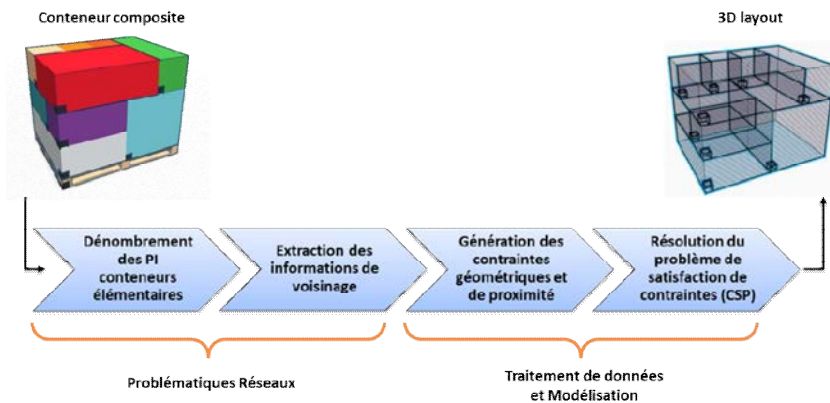 Conteneur composite
3D layout
Dénombrement
des PI
conteneurs
élémentaires
Extraction des
informations de
voisinage
Génération des
contraintes
géométriques et
de proximité
Résolution du
problème de
satisfaction de
contraintes (CSP)
Problématiques Réseaux
Traitement de données
et Modélisation